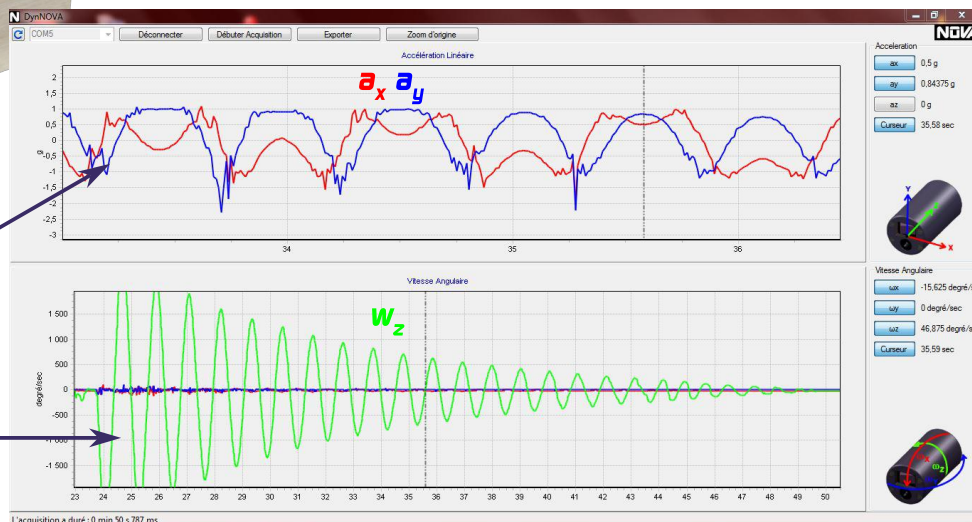 DynNOVA
COM5 Déconnecter Débuter Acquisition Exporter Zoom d'origine
NOVA
Accélération Linéaire
ax ay
g
2
1,5
1
0,5
0
-0,5
-1
-1,5
-2
-2,5
-3
34 35 36
Acceleration
ax 0,5 g
ay 0,84375 g
az 0 g
Curseur 35,58 sec
Y
X
Vitesse Angulaire
wz
degré/sec
1 500
1 000
500
0
-500
-1 000
-1 500
23 24 25 26 27 28 29 30 31 32 33 34 35 36 37 38 39 40 41 42 43 44 45 46 47 48 49 50
Vitesse Angulaire
ωx -15,625 degré/s
ωy 0 degré/sec
ωz 46,875 degré/s
Curseur 35,59 sec
ωx
ωz
L'acquisition a duré : 0 min 50 s 787 ms